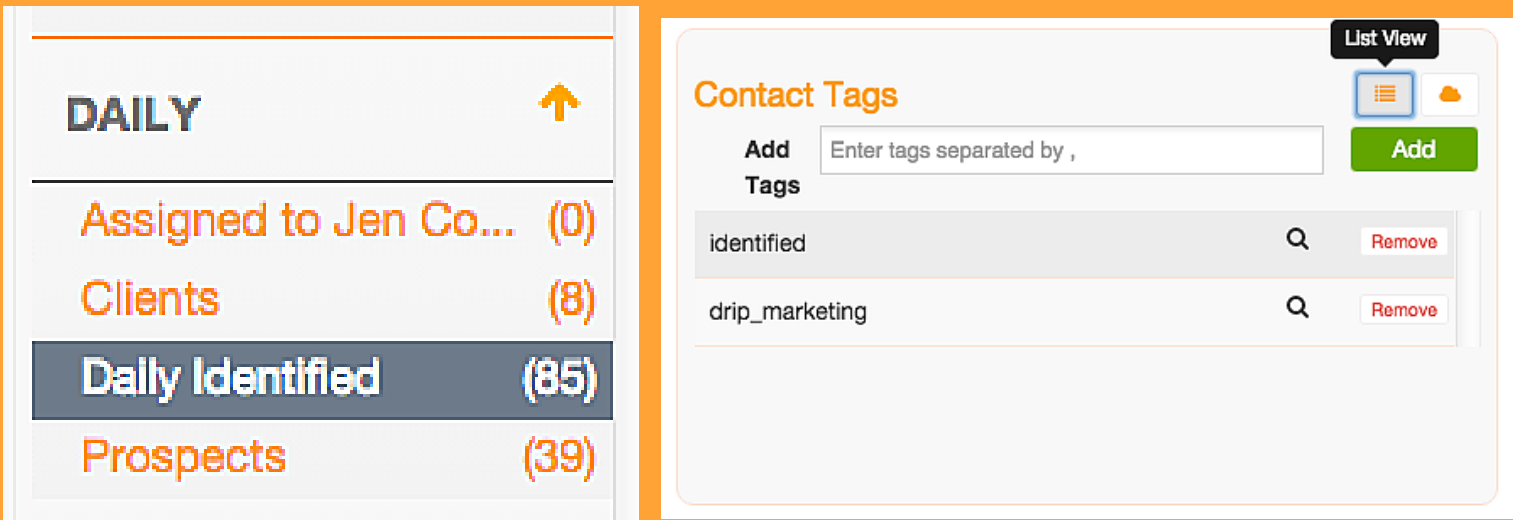 DAILY
Assigned to Jen Co... (0)
Clients (8)
Daily Identified (85)
Prospects (39)
List View
Contact Tags
Add Tags
Enter tags separated by ,
Add
identified Remove
drip_marketing Remove